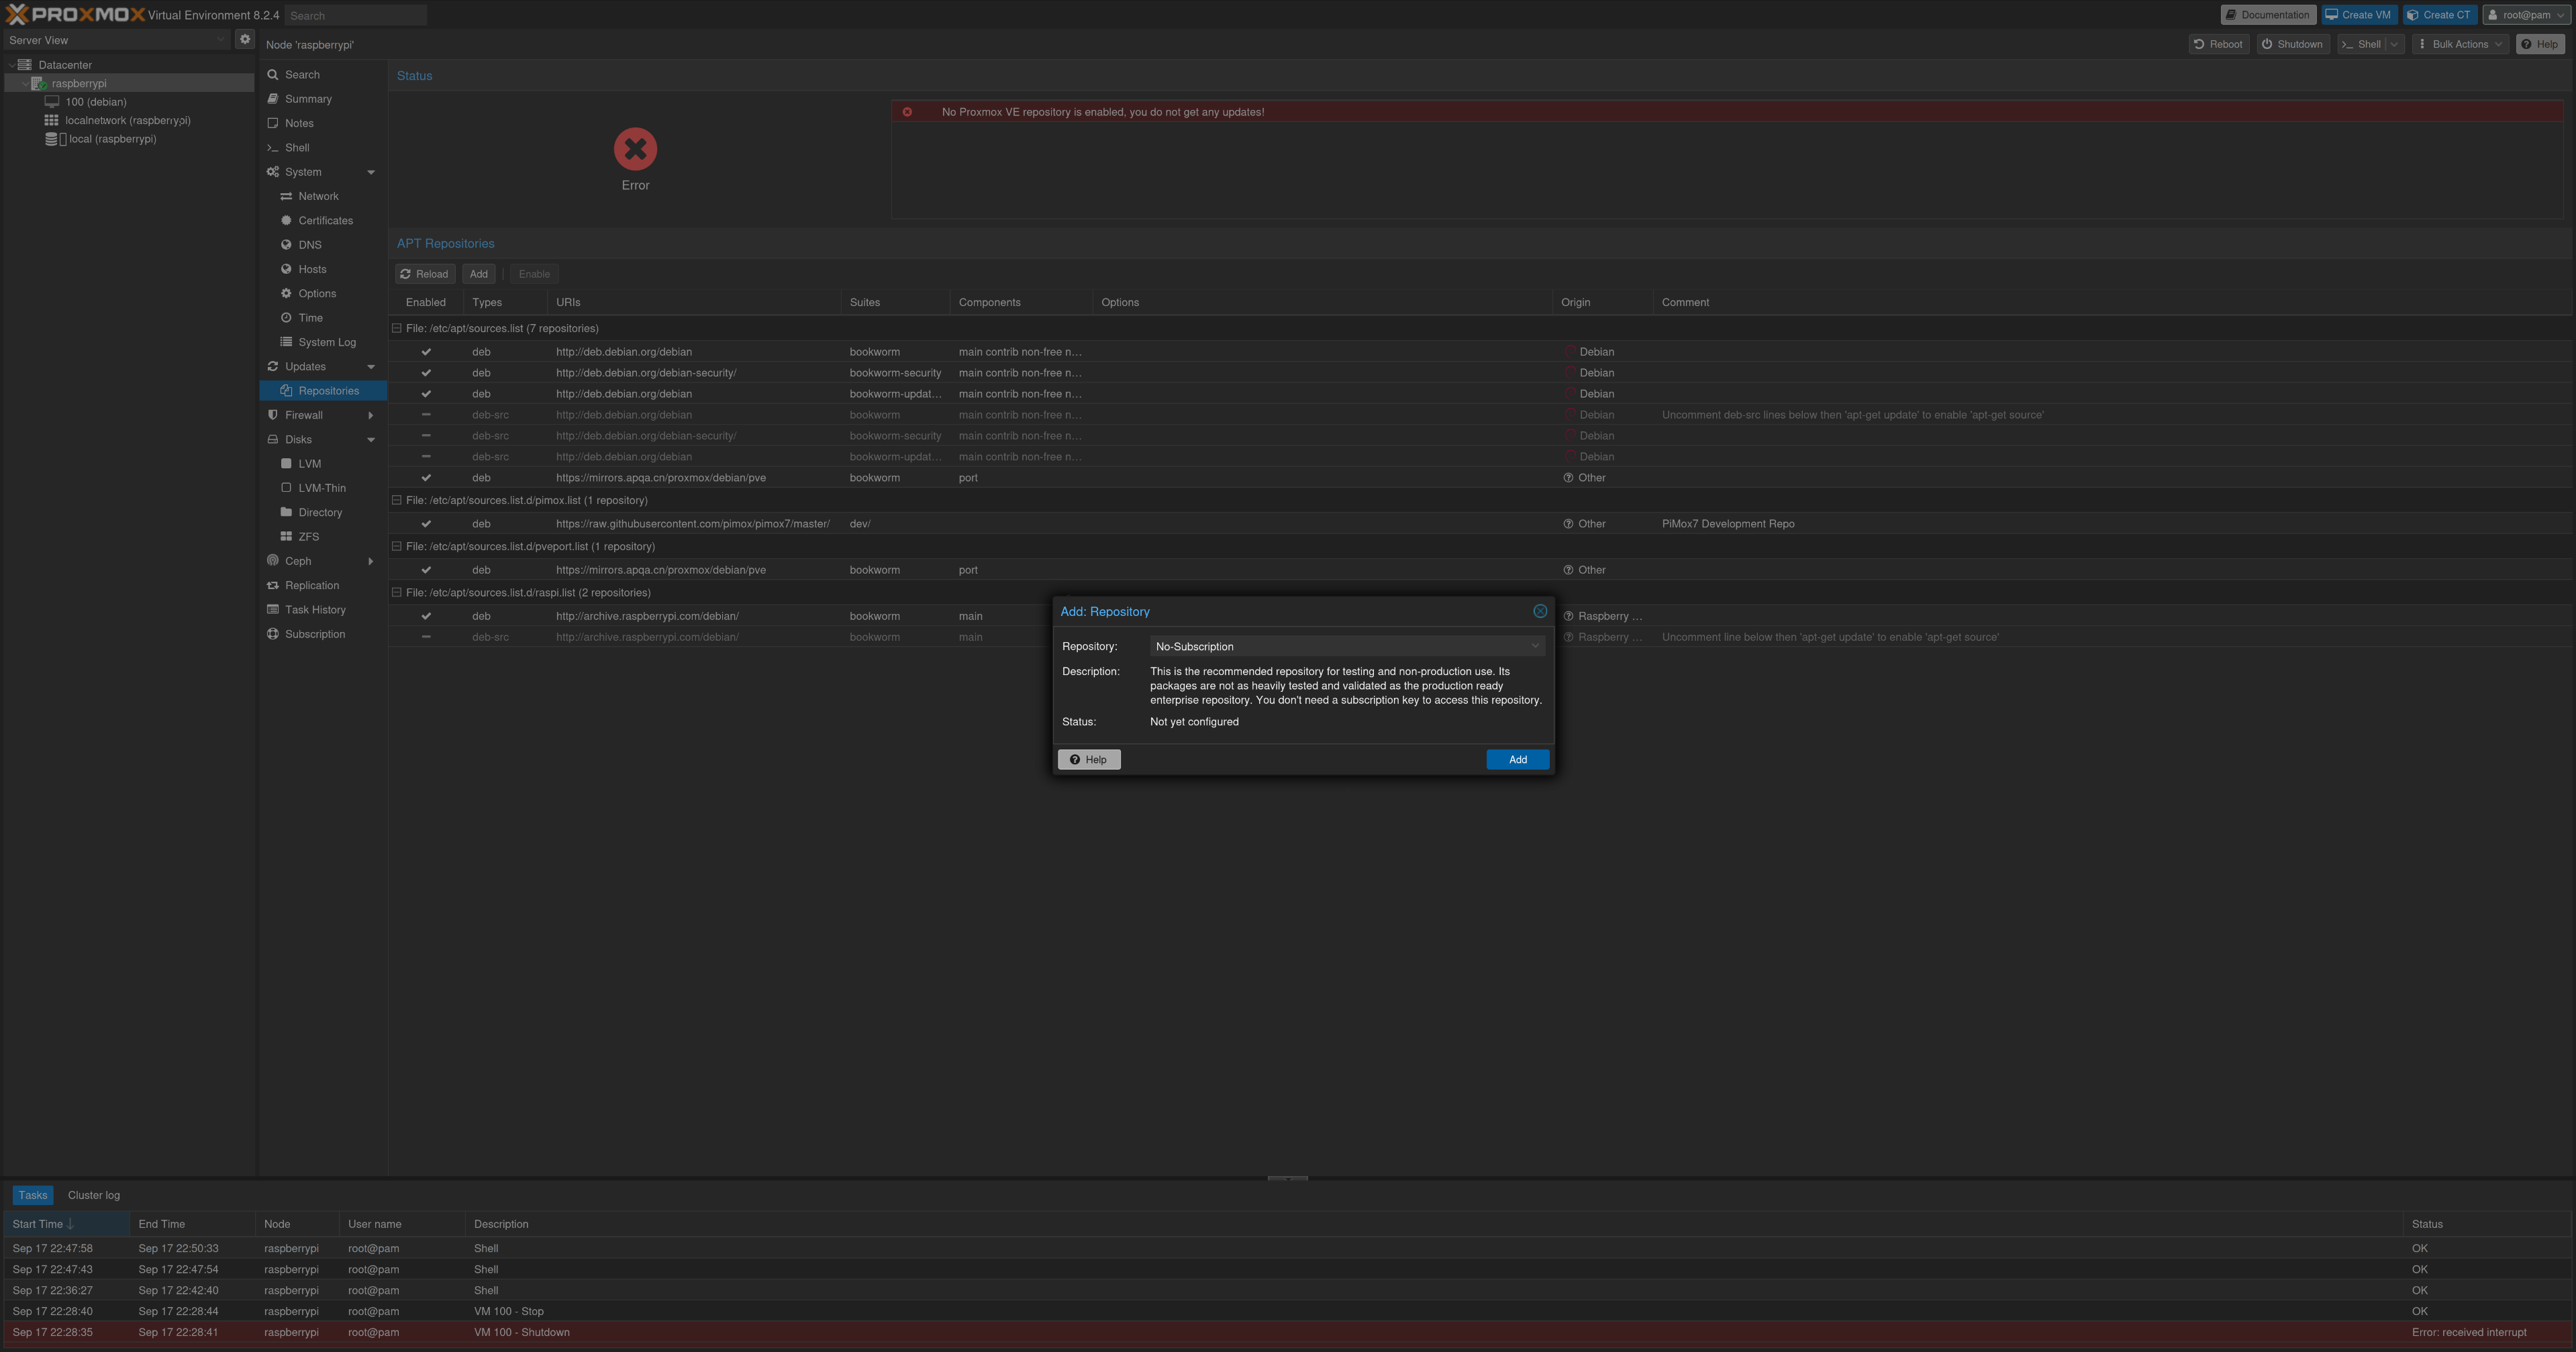 PROXMOX Virtual Environment 8.2.4 Search Documentation Create VM Create CT root@pam
Server View
Node 'raspberrypi' Reboot Shutdown Shell Bulk Actions Help
Datacenter
raspberrypi
100 (debian)
localnetwork (raspberrypi)
local (raspberrypi)
Search
Summary
Notes
Shell
System
Network
Certificates
DNS
Hosts
Options
Time
System Log
Updates
Repositories
Firewall
Disks
LVM
LVM-Thin
Directory
ZFS
Ceph
Replication
Task History
Subscription
Status
Error
No Proxmox VE repository is enabled, you do not get any updates!
APT Repositories
Reload Add Enable
Enabled Types URIs Suites Components Options Origin Comment
File: /etc/apt/sources.list (7 repositories)
deb http://deb.debian.org/debian bookworm main contrib non-free n… Debian
deb http://deb.debian.org/debian-security/ bookworm-security main contrib non-free n… Debian
deb http://deb.debian.org/debian bookworm-updat… main contrib non-free n… Debian
deb-src http://deb.debian.org/debian bookworm main contrib non-free n… Debian Uncomment deb-src lines below then 'apt-get update' to enable 'apt-get source'
deb-src http://deb.debian.org/debian-security/ bookworm-security main contrib non-free n… Debian
deb-src http://deb.debian.org/debian bookworm-updat… main contrib non-free n… Debian
deb https://mirrors.apqa.cn/proxmox/debian/pve bookworm port Other
File: /etc/apt/sources.list.d/pimox.list (1 repository)
deb https://raw.githubusercontent.com/pimox/pimox7/master/ dev/ Other PiMox7 Development Repo
File: /etc/apt/sources.list.d/pveport.list (1 repository)
deb https://mirrors.apqa.cn/proxmox/debian/pve bookworm port Other
File: /etc/apt/sources.list.d/raspi.list (2 repositories)
deb http://archive.raspberrypi.com/debian/ bookworm main Raspberry …
deb-src http://archive.raspberrypi.com/debian/ bookworm main Raspberry … Uncomment line below then 'apt-get update' to enable 'apt-get source'
Add: Repository
Repository: No-Subscription
Description: This is the recommended repository for testing and non-production use. Its
packages are not as heavily tested and validated as the production ready
enterprise repository. You don't need a subscription key to access this repository.
Status: Not yet configured
Help Add
Tasks Cluster log
Start Time End Time Node User name Description Status
Sep 17 22:47:58 Sep 17 22:50:33 raspberrypi root@pam Shell OK
Sep 17 22:47:43 Sep 17 22:47:54 raspberrypi root@pam Shell OK
Sep 17 22:36:27 Sep 17 22:42:40 raspberrypi root@pam Shell OK
Sep 17 22:28:40 Sep 17 22:28:44 raspberrypi root@pam VM 100 - Stop OK
Sep 17 22:28:35 Sep 17 22:28:41 raspberrypi root@pam VM 100 - Shutdown Error: received interrupt